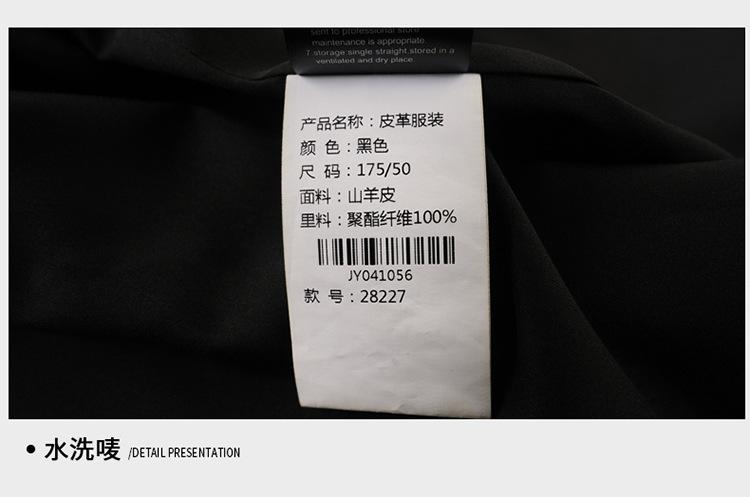 sent to professional store
maintenance is appropriate
7.storage:single straight,stored in a
ventilated and dry place.
产品名称：皮革服装
颜 色：黑色
尺 码：175/50
面料：山羊皮
里料：聚酯纤维100%
JY041056
款 号：28227
• 水洗唛 /DETAIL PRESENTATION